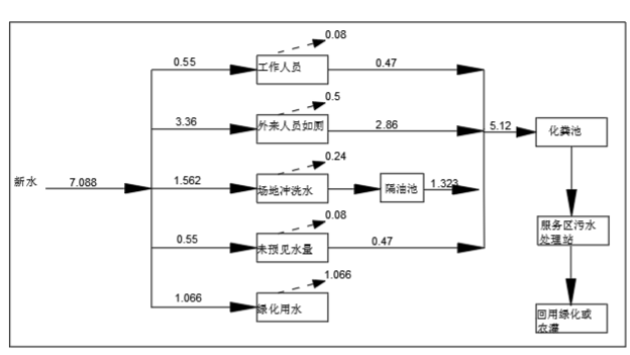 0.08
0.55
工作人员
0.47
0.5
3.36
外来人员如厕
2.86
5.12
化粪池
0.24
新水
7.088
1.562
场地冲洗水
隔油池
1.323
0.08
服务区污水
处理站
0.55
未预见水量
0.47
1.066
1.066
绿化用水
回用绿化或
农灌